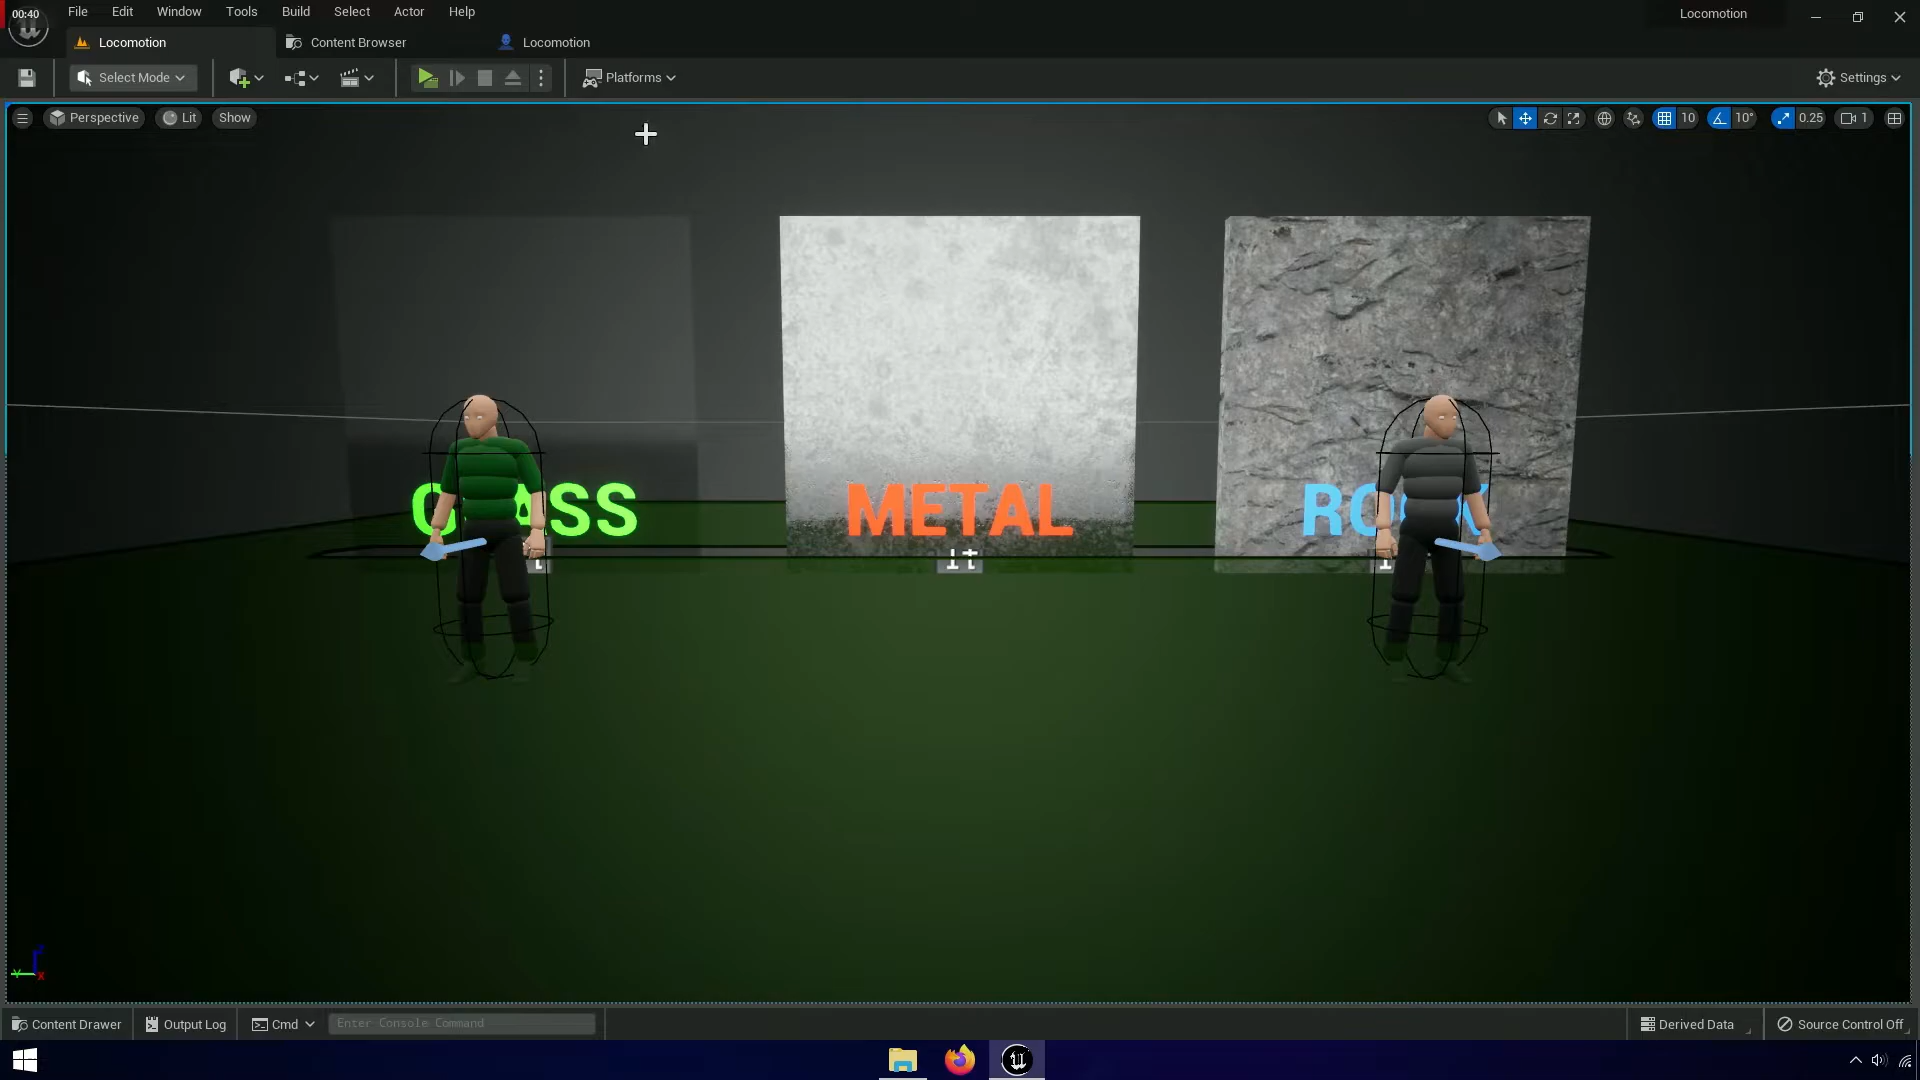 00:40
File Edit Window Tools Build Select Actor Help
Locomotion
Locomotion
Content Browser
Locomotion
Select Mode
Platforms
Settings
Perspective
Lit
Show
10
10°
0.25
1
METAL
Content Drawer
Output Log
Cmd
Enter Console Command
Derived Data
Source Control Off